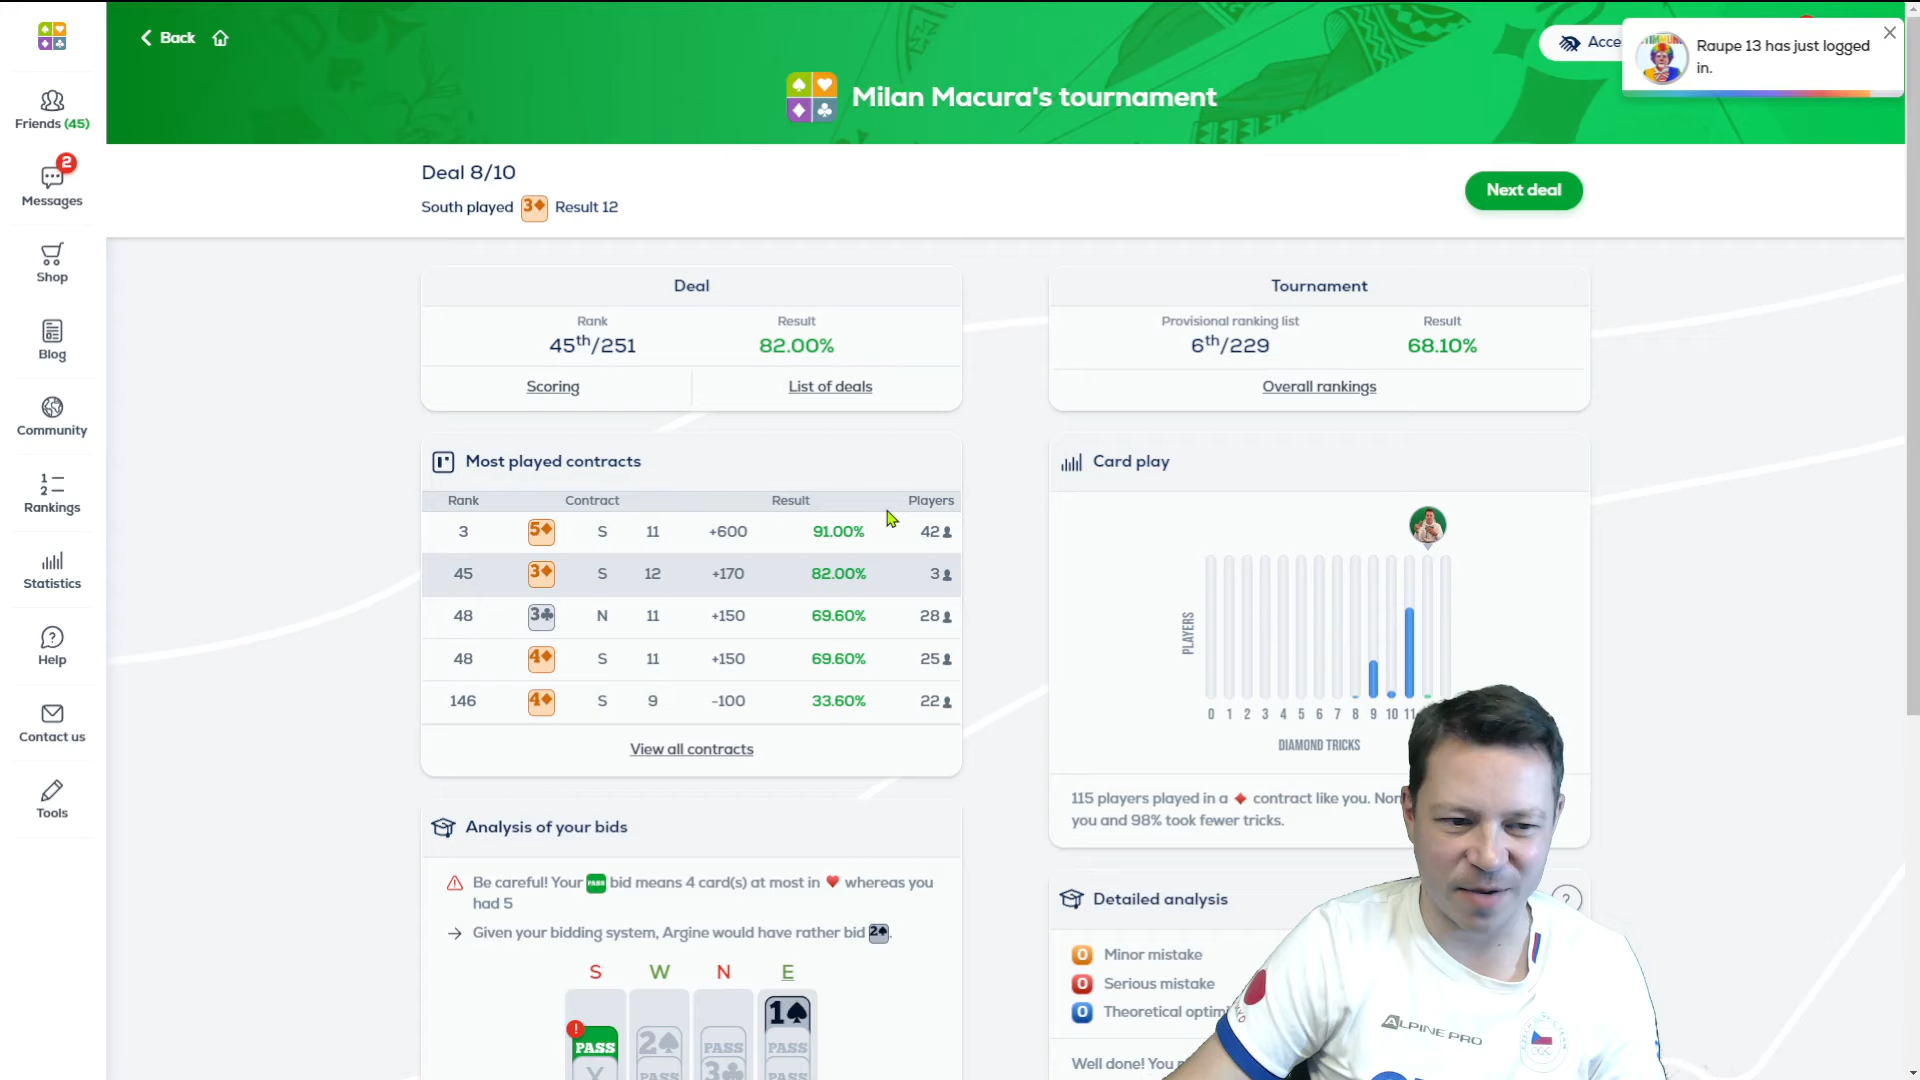 Back
Acce
Raupe 13 has just logged
in.
Milan Macura's tournament
Friends (45)
2
Messages
Shop
Blog
Community
1
2
Rankings
Statistics
Help
Contact us
Tools
Deal 8/10
South played 3♦ Result 12
Next deal
Deal
Rank Result
45th/251 82.00%
Scoring List of deals
Tournament
Provisional ranking list Result
6th/229 68.10%
Overall rankings
Most played contracts
Rank Contract Result Players
3 5♦ S 11 +600 91.00% 42
45 3♦ S 12 +170 82.00% 3
48 3♣ N 11 +150 69.60% 28
48 4♦ S 11 +150 69.60% 25
146 4♦ S 9 -100 33.60% 22
View all contracts
Card play
PLAYERS
0 1 2 3 4 5 6 7 8 9 10 11
DIAMOND TRICKS
115 players played in a ♦ contract like you. Non
you and 98% took fewer tricks.
Analysis of your bids
Be careful! Your PASS bid means 4 card(s) at most in ♥ whereas you
had 5
→ Given your bidding system, Argine would have rather bid 2♠.
S W N E
1♠
! PASS 2♠ PASS PASS
X PASS 3♣ PASS
Detailed analysis ?
0 Minor mistake
0 Serious mistake
0 Theoretical optim
Well done! You
ALPINE PRO